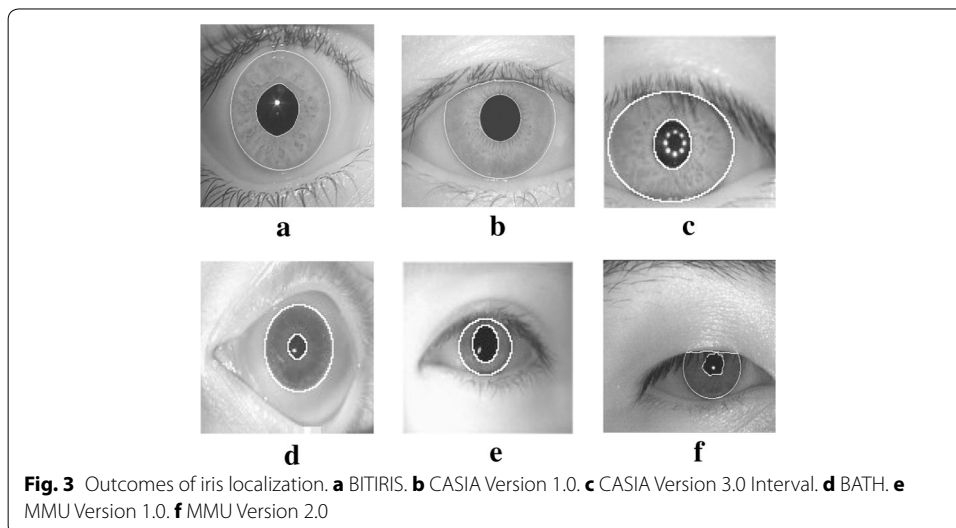 a
b
c
d
e
f
Fig. 3 Outcomes of iris localization. a BITIRIS. b CASIA Version 1.0. c CASIA Version 3.0 Interval. d BATH. e
MMU Version 1.0. f MMU Version 2.0